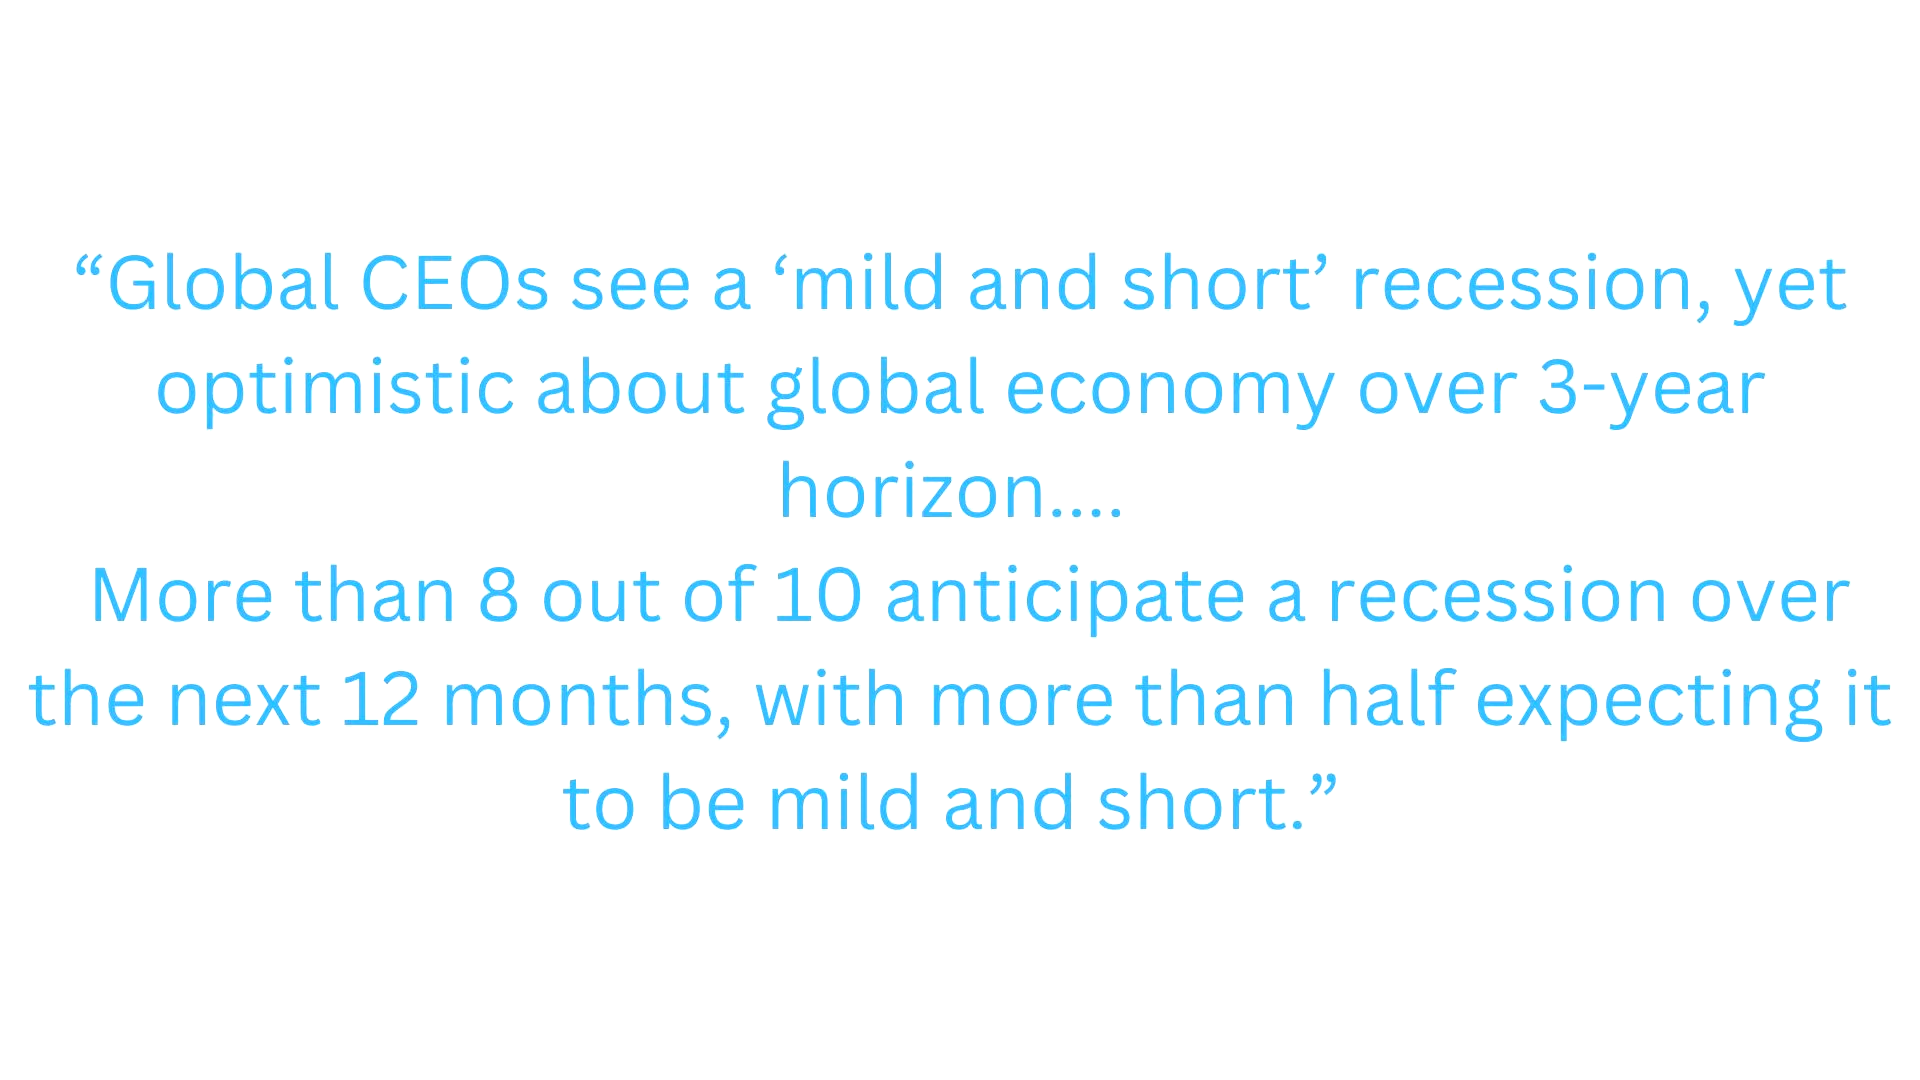 “Global CEOs see a ‘mild and short’ recession, yet
optimistic about global economy over 3-year
horizon....
More than 8 out of 10 anticipate a recession over
the next 12 months, with more than half expecting it
to be mild and short.”